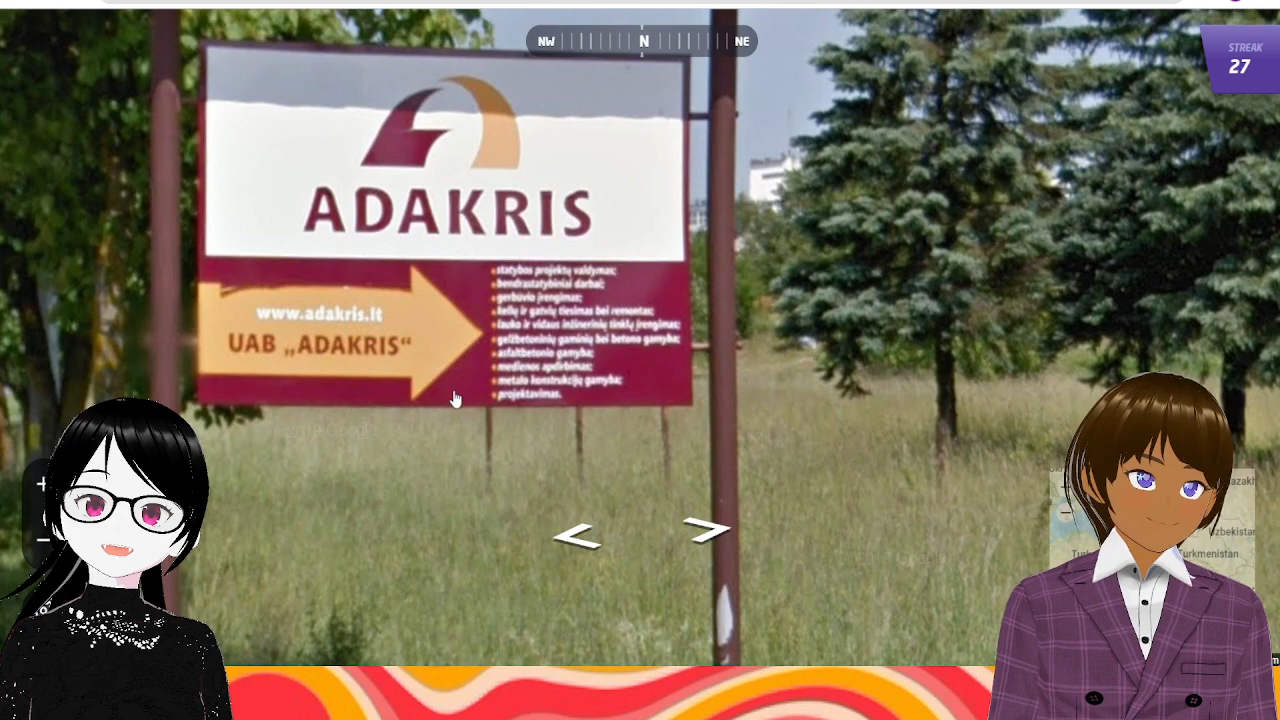 NW N NE
STREAK
27
ADAKRIS
www.adakris.lt
UAB „ADAKRIS“
statybos projektų valdymas;
bendrastatybiniai darbai;
gerbūvio įrengimas;
kelių ir gatvių tiesimas bei remontas;
lauko ir vidaus inžinerinių tinklų įrengimas;
gelžbetoninių gaminių bei betono gamyba;
asfaltbetonio gamyba;
medienos apdirbimas;
metalo konstrukcijų gamyba;
projektavimas.
Uzbekistan
Turkmenistan